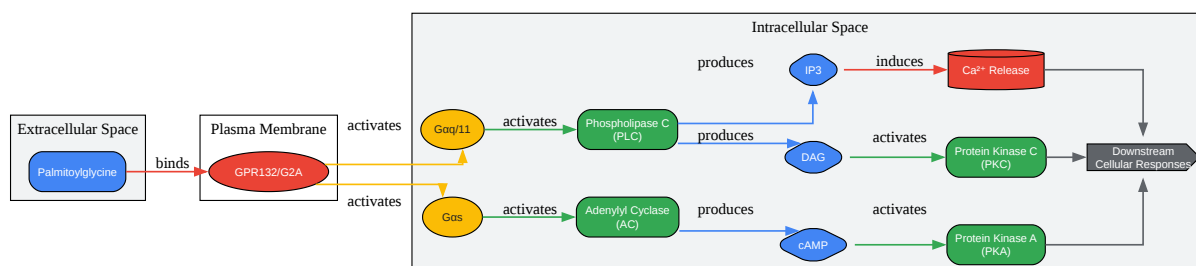 Intracellular Space
produces
IP3
induces
Ca²⁺ Release
Extracellular Space
Plasma Membrane
activates
Gαq/11
activates
Phospholipase C
(PLC)
produces
DAG
activates
Protein Kinase C
(PKC)
Downstream
Cellular Responses
Palmitoylglycine
binds
GPR132/G2A
activates
Gαs
activates
Adenylyl Cyclase
(AC)
produces
cAMP
activates
Protein Kinase A
(PKA)